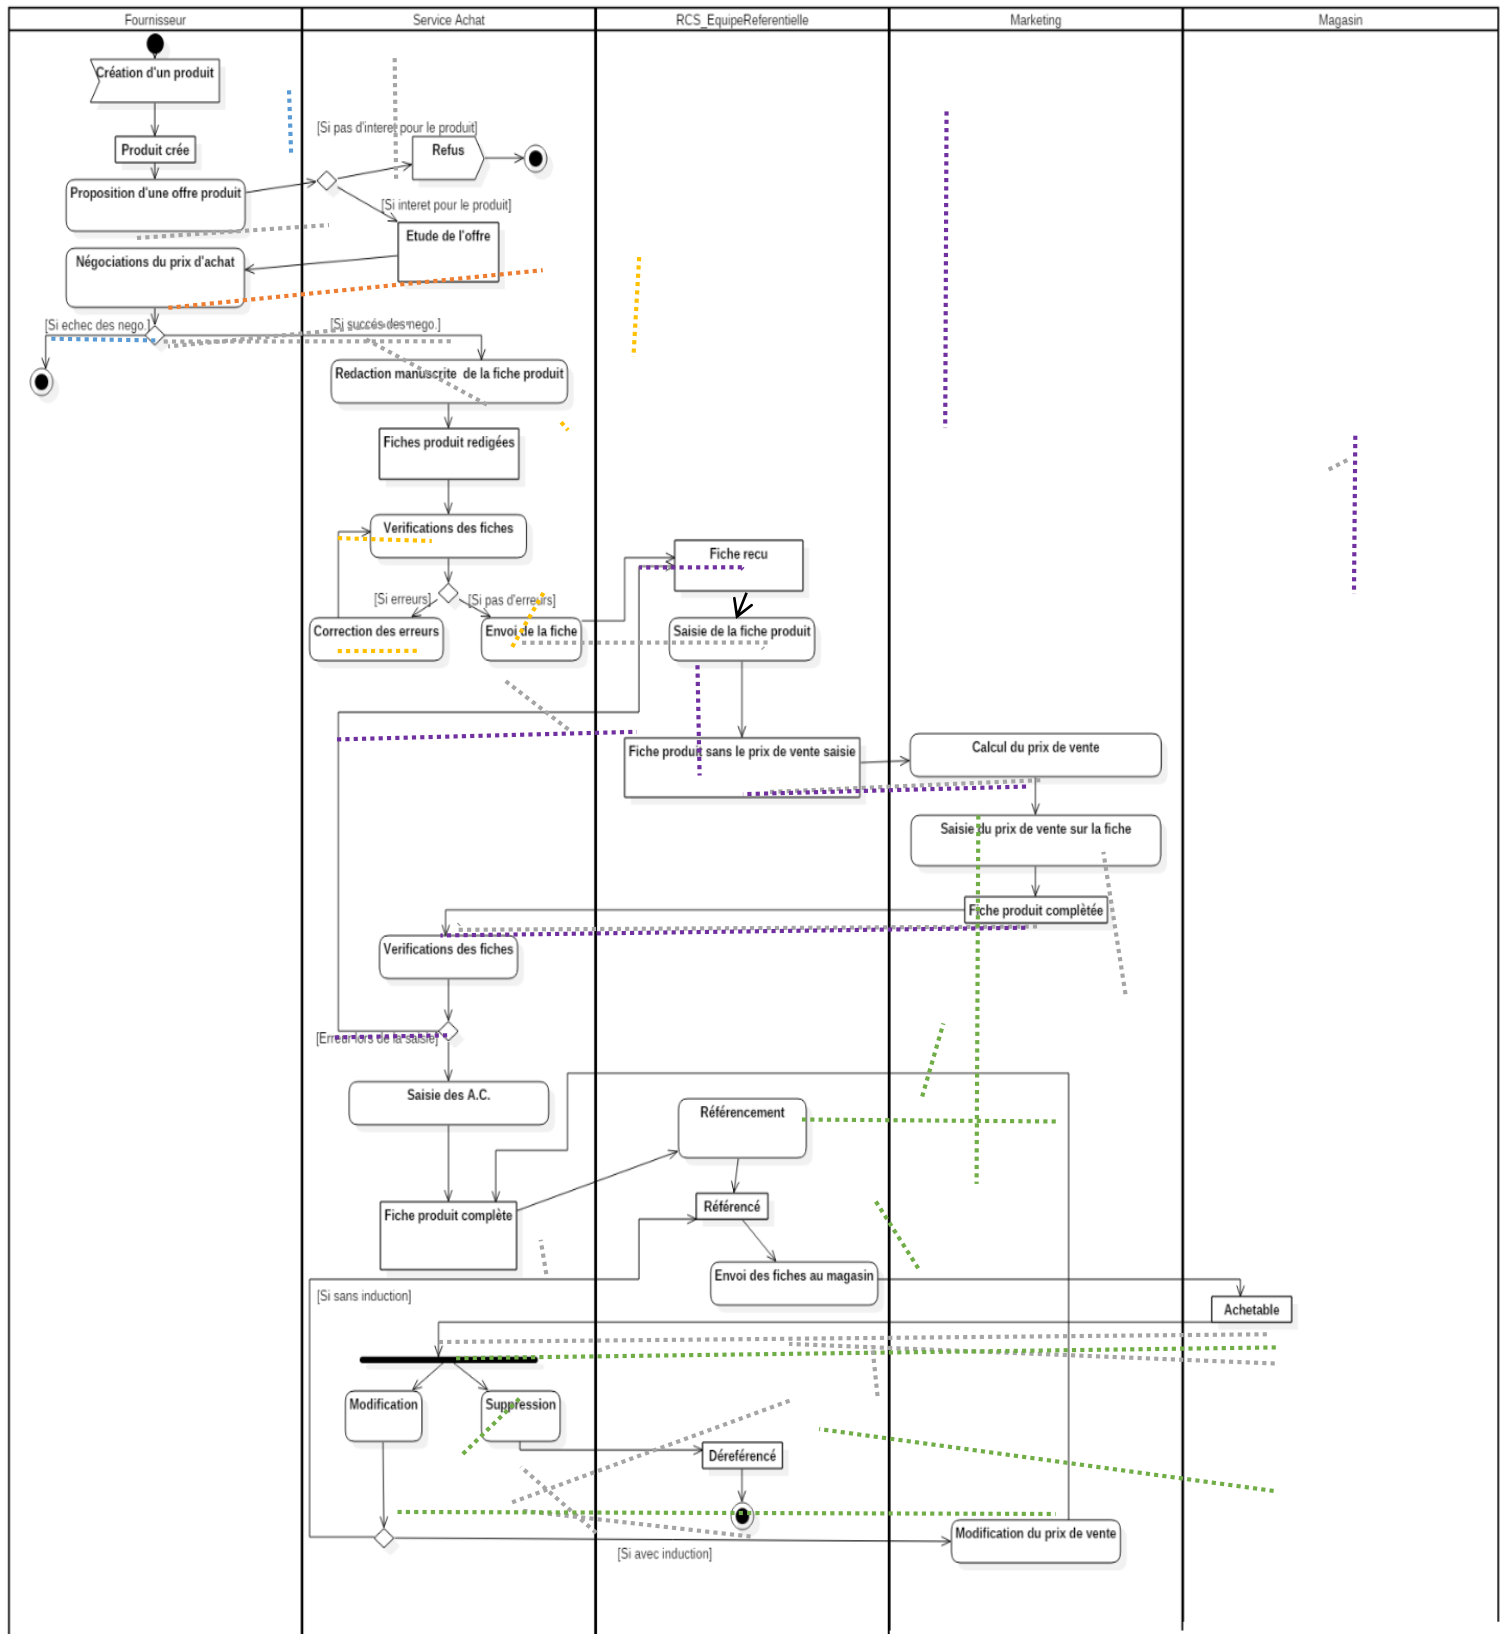 Fournisseur
Service Achat
RCS_EquipeReferentielle
Marketing
Magasin
Création d'un produit
[Si pas d'interet pour le produit]
Produit crée
Refus
Proposition d'une offre produit
[Si interet pour le produit]
Etude de l'offre
Négociations du prix d'achat
[Si echec des nego.]
[Si succés des nego.]
Redaction manuscrite de la fiche produit
Fiches produit redigées
Verifications des fiches
Fiche recu
[Si erreurs]
[Si pas d'erreurs]
Correction des erreurs
Envoi de la fiche
Saisie de la fiche produit
Fiche produit sans le prix de vente saisie
Calcul du prix de vente
Saisie du prix de vente sur la fiche
Fiche produit complètée
Verifications des fiches
[Erreur lors de la saisie]
Saisie des A.C.
Référencement
Fiche produit complète
Référencé
Envoi des fiches au magasin
[Si sans induction]
Achetable
Modification
Suppression
Déreférencé
Modification du prix de vente
[Si avec induction]